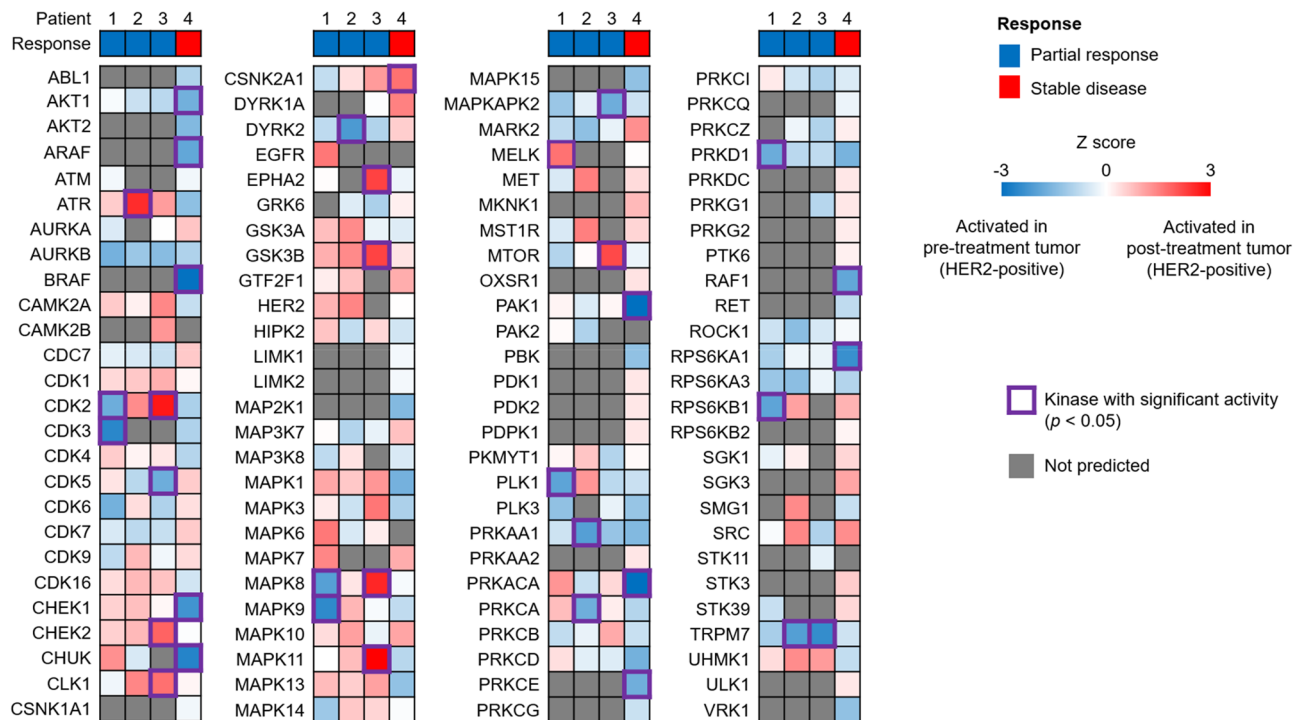 Patient 1 2 3 4 1 2 3 4 1 2 3 4 1 2 3 4
Response
ABL1
AKT1
AKT2
ARAF
ATM
ATR
AURKA
AURKB
BRAF
CAMK2A
CAMK2B
CDC7
CDK1
CDK2
CDK3
CDK4
CDK5
CDK6
CDK7
CDK9
CDK16
CHEK1
CHEK2
CHUK
CLK1
CSNK1A1
CSNK2A1
DYRK1A
DYRK2
EGFR
EPHA2
GRK6
GSK3A
GSK3B
GTF2F1
HER2
HIPK2
LIMK1
LIMK2
MAP2K1
MAP3K7
MAP3K8
MAPK1
MAPK3
MAPK6
MAPK7
MAPK8
MAPK9
MAPK10
MAPK11
MAPK13
MAPK14
MAPK15
MAPKAPK2
MARK2
MELK
MET
MKNK1
MST1R
MTOR
OXSR1
PAK1
PAK2
PBK
PDK1
PDK2
PDPK1
PKMYT1
PLK1
PLK3
PRKAA1
PRKAA2
PRKACA
PRKCA
PRKCB
PRKCD
PRKCE
PRKCG
PRKCI
PRKCQ
PRKCZ
PRKD1
PRKDC
PRKG1
PRKG2
PTK6
RAF1
RET
ROCK1
RPS6KA1
RPS6KA3
RPS6KB1
RPS6KB2
SGK1
SGK3
SMG1
SRC
STK11
STK3
STK39
TRPM7
UHMK1
ULK1
VRK1
Response
Partial response
Stable disease
Z score
-3 0 3
Activated in
pre-treatment tumor
(HER2-positive)
Activated in
post-treatment tumor
(HER2-positive)
Kinase with significant activity
(p < 0.05)
Not predicted